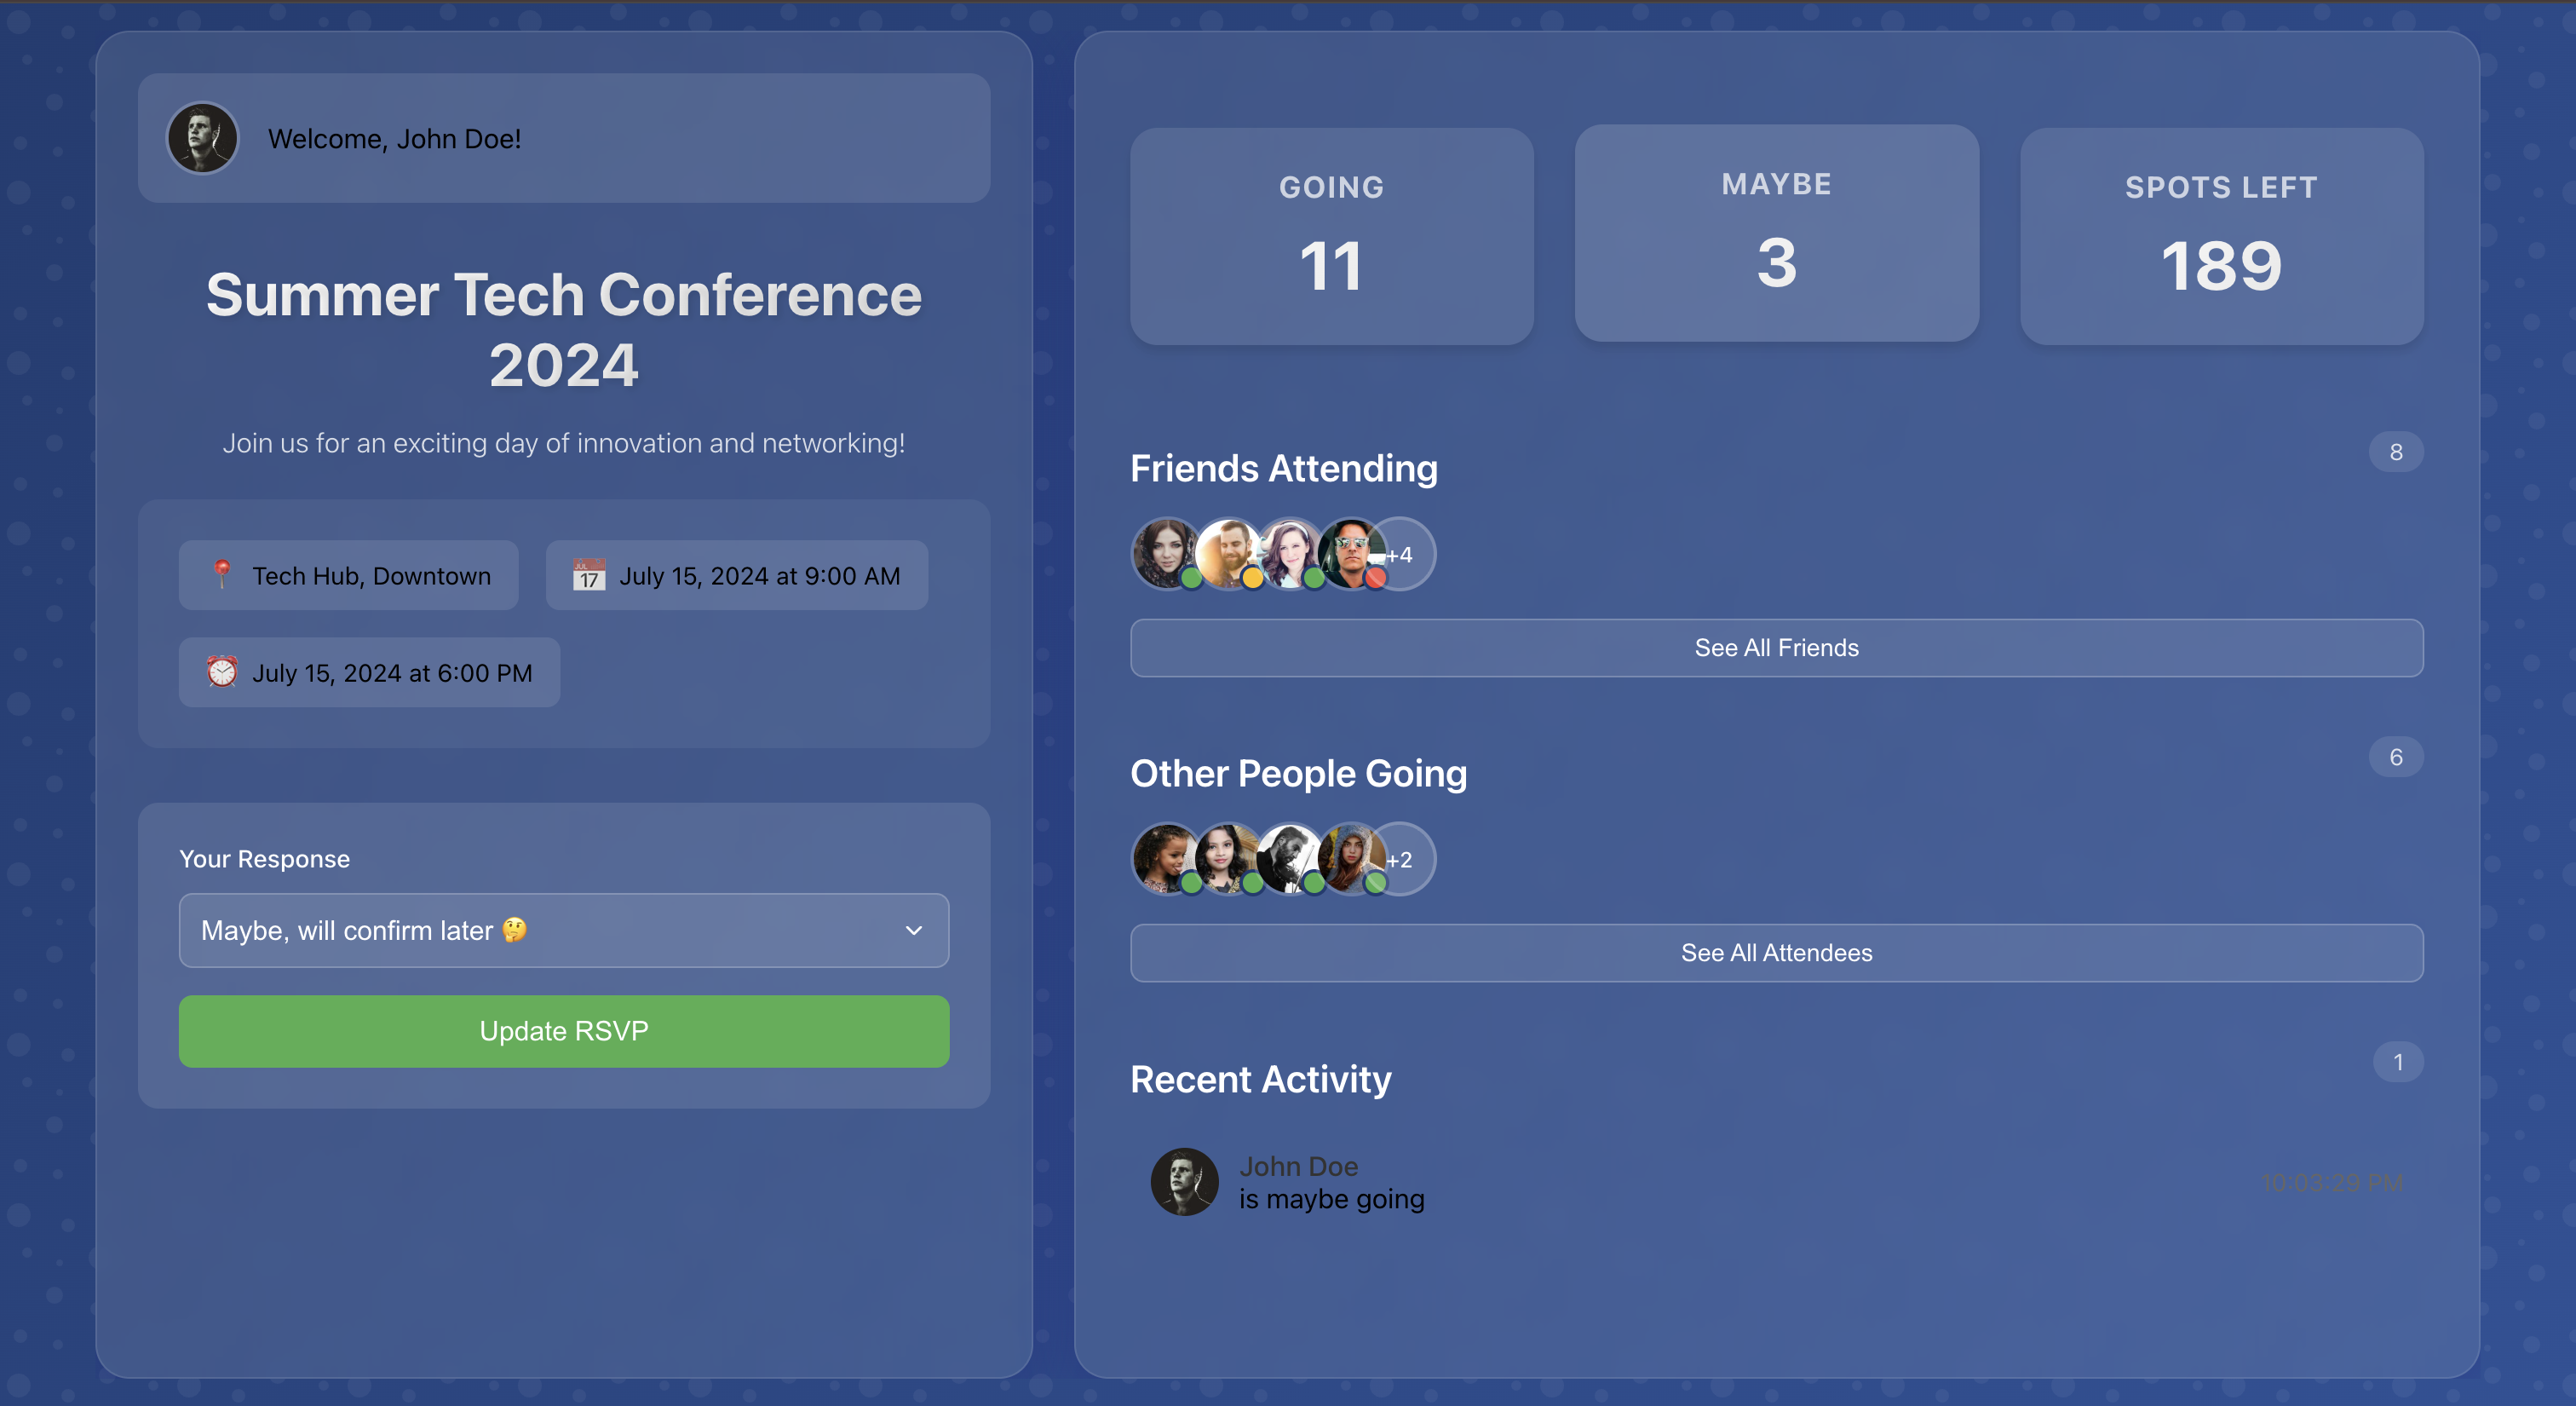 Welcome, John Doe!
Summer Tech Conference
2024
Join us for an exciting day of innovation and networking!
📍 Tech Hub, Downtown
📅 July 15, 2024 at 9:00 AM
⏰ July 15, 2024 at 6:00 PM
Your Response
Maybe, will confirm later 🤔
Update RSVP
GOING
11
MAYBE
3
SPOTS LEFT
189
Friends Attending
8
+4
See All Friends
Other People Going
6
+2
See All Attendees
Recent Activity
1
John Doe
is maybe going
10:03:29 PM